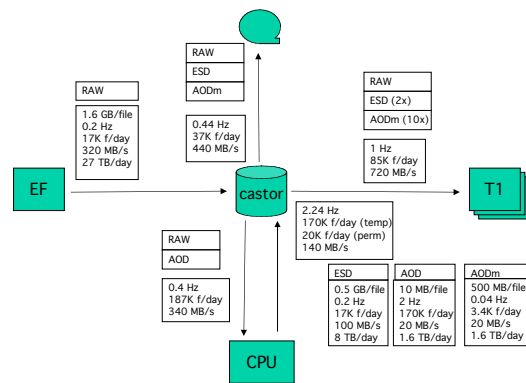 RAW
ESD
AODm
0.44 Hz
37K f/day
440 MB/s
RAW
1.6 GB/file
0.2 Hz
17K f/day
320 MB/s
27 TB/day
RAW
ESD (2x)
AODm (10x)
1 Hz
85K f/day
720 MB/s
EF
castor
T1
RAW
AOD
0.4 Hz
187K f/day
340 MB/s
2.24 Hz
170K f/day (temp)
20K f/day (perm)
140 MB/s
ESD
0.5 GB/file
0.2 Hz
17K f/day
100 MB/s
8 TB/day
AOD
10 MB/file
2 Hz
170K f/day
20 MB/s
1.6 TB/day
AODm
500 MB/file
0.04 Hz
3.4K f/day
20 MB/s
1.6 TB/day
CPU